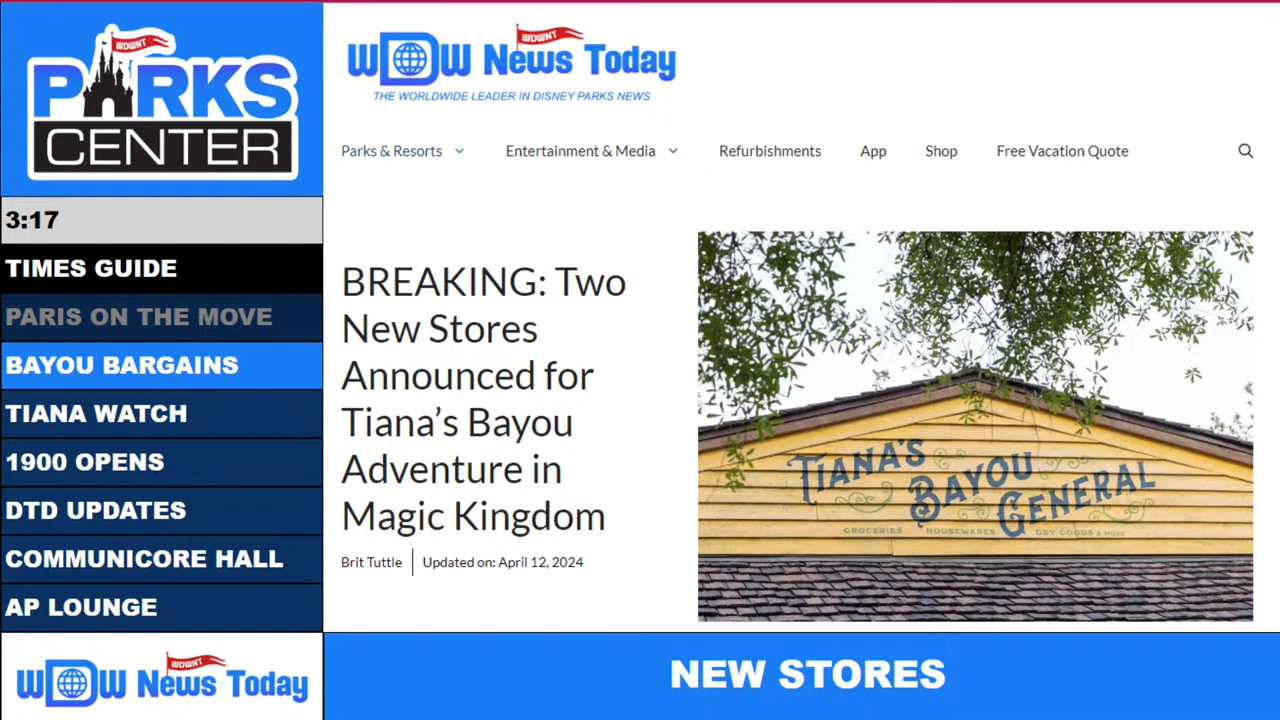 WDWNT
PARKS
CENTER
3:17
TIMES GUIDE
PARIS ON THE MOVE
BAYOU BARGAINS
TIANA WATCH
1900 OPENS
DTD UPDATES
COMMUNICORE HALL
AP LOUNGE
WDWNT
WDW News Today
WDWNT
WDW News Today
THE WORLDWIDE LEADER IN DISNEY PARKS NEWS
Parks & Resorts
Entertainment & Media
Refurbishments
App
Shop
Free Vacation Quote
BREAKING: Two
New Stores
Announced for
Tiana’s Bayou
Adventure in
Magic Kingdom
Brit Tuttle
Updated on: April 12, 2024
TIANA'S
BAYOU
GENERAL
GROCERIES HOUSEWARES DRY GOODS & MORE
NEW STORES